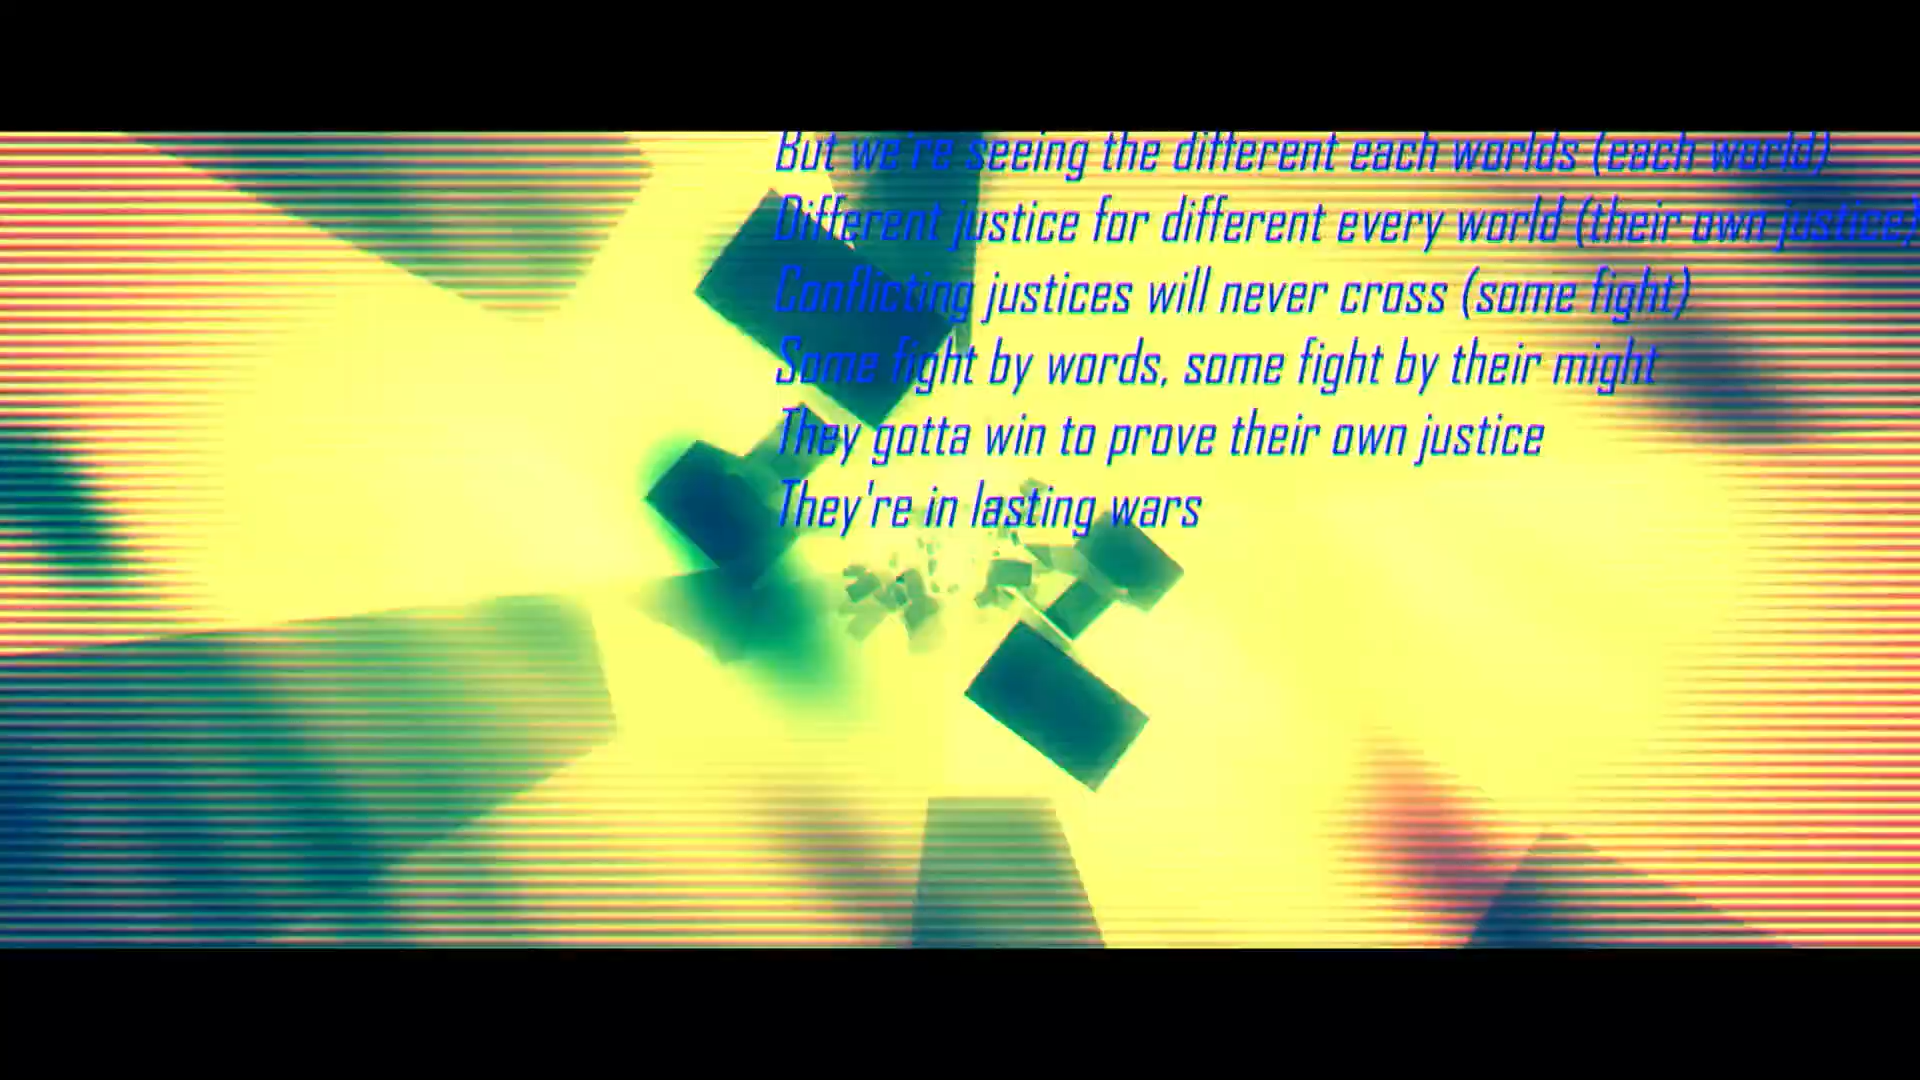 But we're seeing the different each worlds (each world)
Different justice for different every world (their own justice)
Conflicting justices will never cross (some fight)
Some fight by words, some fight by their might
They gotta win to prove their own justice
They're in lasting wars